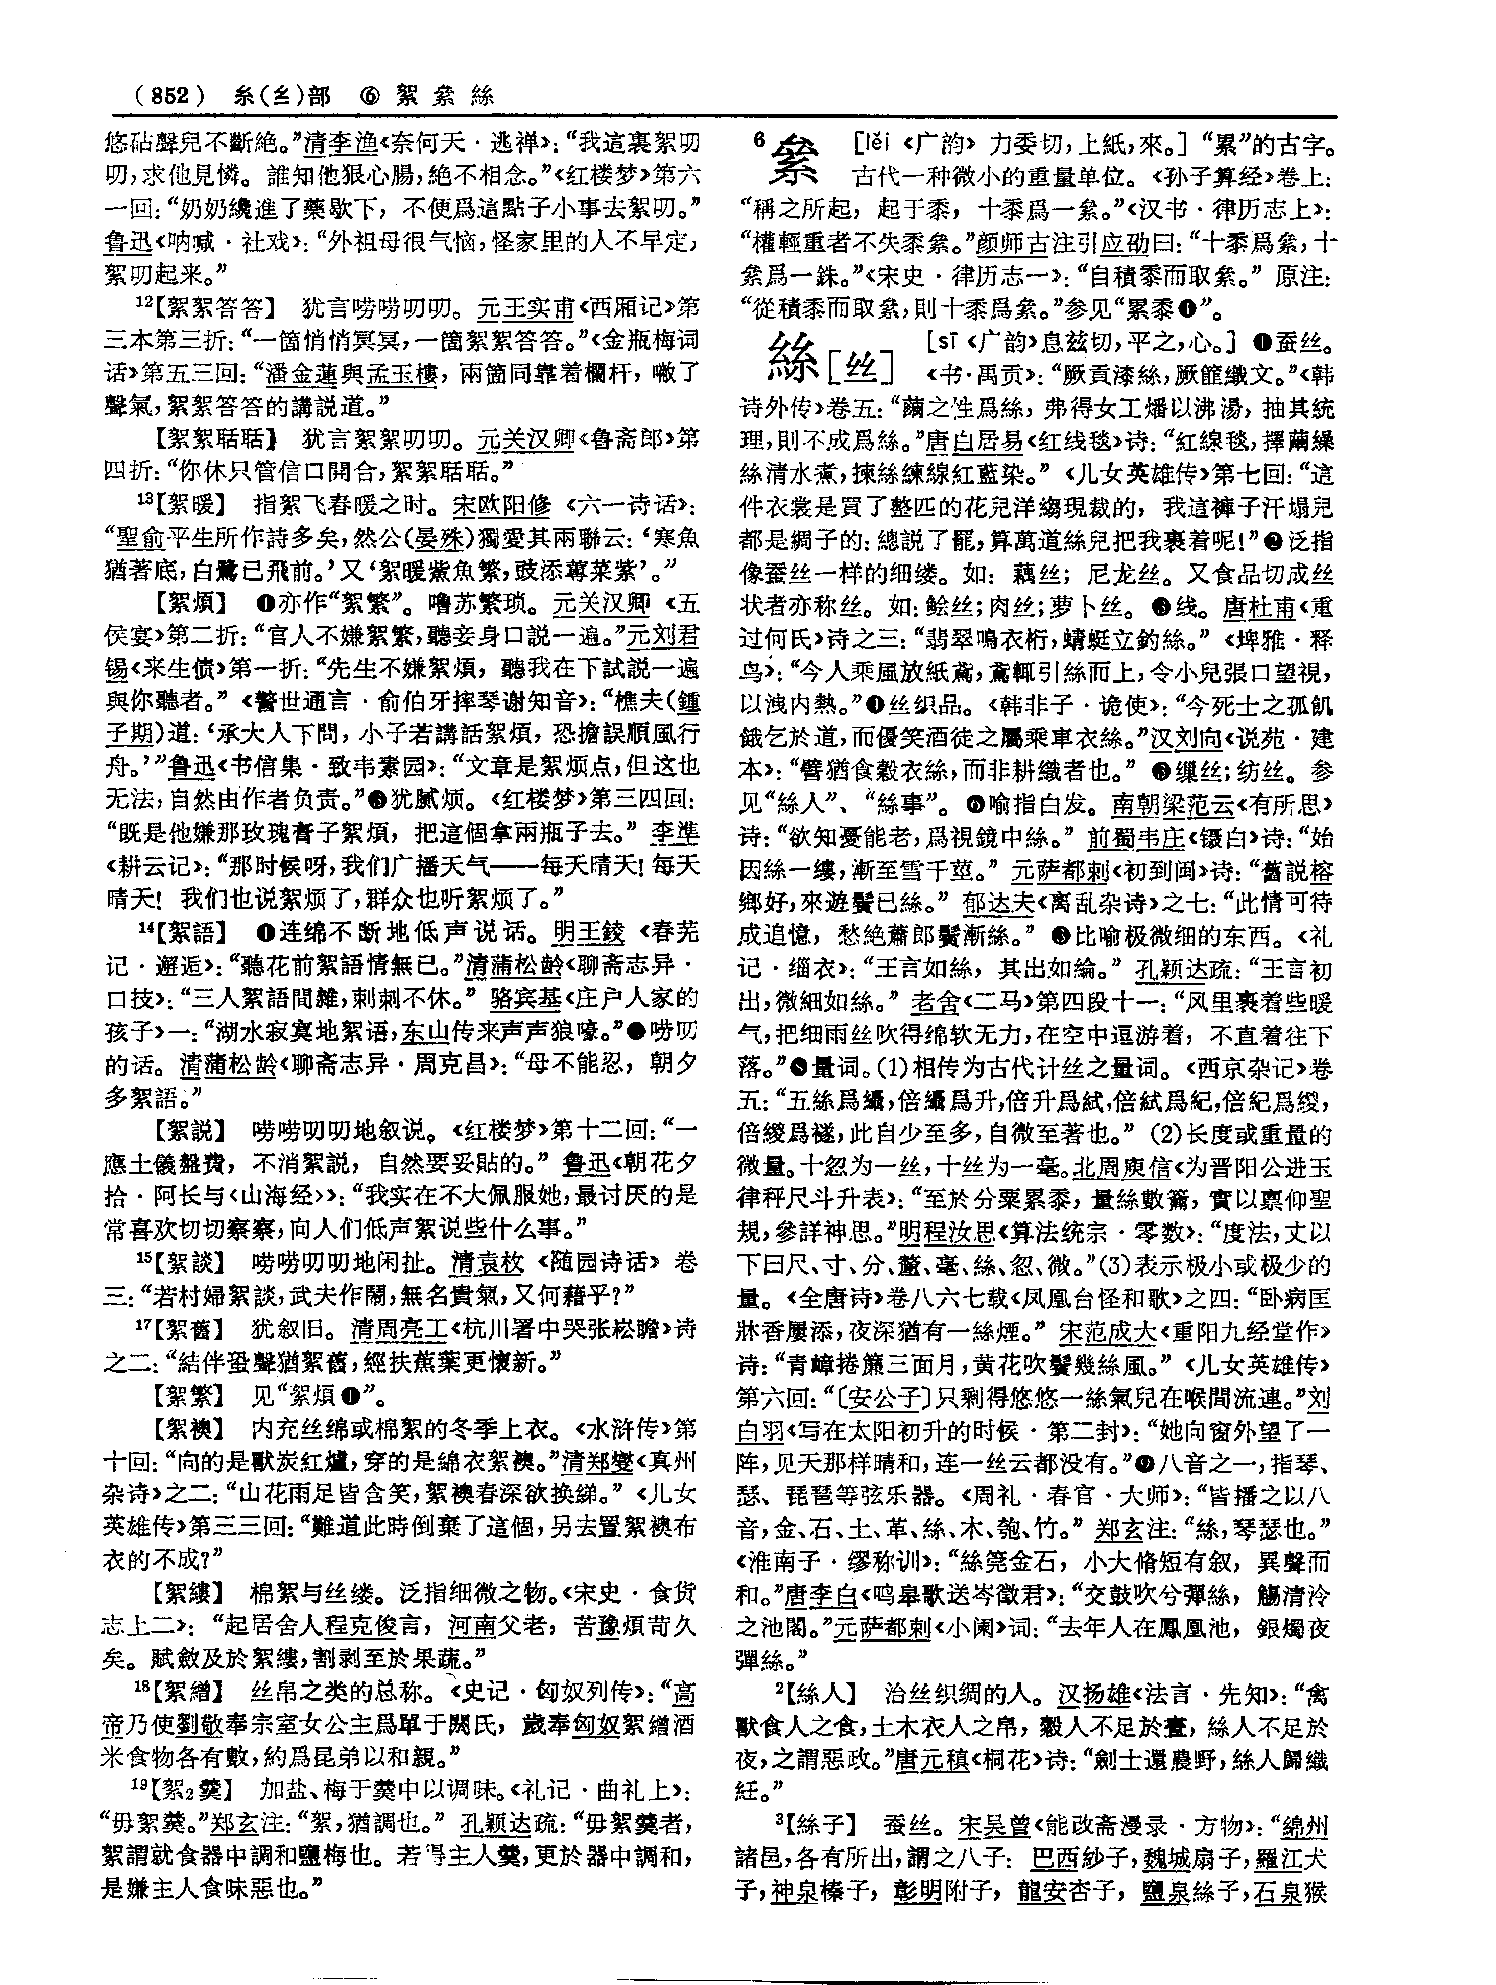 (852) 糸(糹)部 ⑥ 絮 絫 絲
悠砧聲兒不斷絶。”清李渔《奈何天·逃禅》：“我這裏絮叨
叨，求他見憐。誰知他狠心腸，絶不相念。”《红楼梦》第六
一回：“奶奶纔進了藥歇下，不便爲這點子小事去絮叨。”
鲁迅《呐喊·社戏》：“外祖母很气恼，怪家里的人不早定，
絮叨起来。”
¹²【絮絮答答】 犹言唠唠叨叨。元王实甫《西厢记》第
三本第三折：“一箇悄悄冥冥，一箇絮絮答答。”《金瓶梅词
话》第五三回：“潘金蓮與孟玉樓，兩箇同靠着欄杆，嘶了
聲氣，絮絮答答的講説道。”
【絮絮聒聒】 犹言絮絮叨叨。元关汉卿《鲁斋郎》第
四折：“你休只管信口開合，絮絮聒聒。”
¹³【絮暖】 指絮飞春暖之时。宋欧阳修《六一诗话》：
“聖俞平生所作詩多矣，然公(晏殊)獨愛其兩聯云：‘寒魚
猶著底，白鷺已飛前。’又‘絮暖鮆魚繁，豉添蓴菜紫’。”
【絮煩】 ❶亦作“絮繁”。噜苏繁琐。元关汉卿《五
侯宴》第二折：“官人不嫌絮繁，聽妾身口説一遍。”元刘君
锡《来生债》第一折：“先生不嫌絮煩，聽我在下試説一遍
與你聽者。”《警世通言·俞伯牙摔琴谢知音》：“樵夫(鍾
子期)道：‘承大人下問，小子若講話絮煩，恐擔誤順風行
舟。’”鲁迅《书信集·致韦素园》：“文章是絮烦点，但这也
无法，自然由作者负责。”❷犹腻烦。《红楼梦》第三四回：
“既是他嫌那玫瑰膏子絮煩，把這個拿兩瓶子去。”李準
《耕云记》：“那时候呀，我们广播天气——每天晴天！每天
晴天！我们也说絮烦了，群众也听絮烦了。”
¹⁴【絮語】 ❶连绵不断地低声说话。明王錂《春芜
记·邂逅》：“聽花前絮語情無已。”清蒲松龄《聊斋志异·
口技》：“三人絮語間雜，刺刺不休。”骆宾基《庄户人家的
孩子》一：“湖水寂寞地絮语，东山传来声声狼嚎。”❷唠叨
的话。清蒲松龄《聊斋志异·周克昌》：“母不能忍，朝夕
多絮語。”
【絮説】 唠唠叨叨地叙说。《红楼梦》第十二回：“一
應土儀盤費，不消絮説，自然要妥貼的。”鲁迅《朝花夕
拾·阿长与〈山海经〉》：“我实在不大佩服她，最讨厌的是
常喜欢切切察察，向人们低声絮说些什么事。”
¹⁵【絮談】 唠唠叨叨地闲扯。清袁枚《随园诗话》卷
三：“若村婦絮談，武夫作鬧，無名貴氣，又何藉乎？”
¹⁷【絮舊】 犹叙旧。清周亮工《杭川署中哭张崧瞻》诗
之二：“結伴蛩聲猶絮舊，經扶蕉葉更懷新。”
【絮繁】 见“絮煩❶”。
【絮襖】 内充丝绵或棉絮的冬季上衣。《水浒传》第
十回：“向的是獸炭紅爐，穿的是綿衣絮襖。”清郑燮《真州
杂诗》之二：“山花雨足皆含笑，絮襖春深欲换綈。”《儿女
英雄传》第三三回：“難道此時倒棄了這個，另去置絮襖布
衣的不成？”
【絮縷】 棉絮与丝缕。泛指细微之物。《宋史·食货
志上二》：“起居舍人程克俊言，河南父老，苦豫煩苛久
矣。賦斂及於絮縷，割剥至於果蔬。”
¹⁸【絮繒】 丝帛之类的总称。《史记·匈奴列传》：“高
帝乃使劉敬奉宗室女公主爲單于閼氏，歲奉匈奴絮繒酒
米食物各有數，約爲昆弟以和親。”
¹⁹【絮₂羹】 加盐、梅于羹中以调味。《礼记·曲礼上》：
“毋絮羹。”郑玄注：“絮，猶調也。”孔颖达疏：“毋絮羹者，
絮謂就食器中調和鹽梅也。若得主人羹，更於器中調和，
是嫌主人食味惡也。”
⁶絫 [lěi《广韵》力委切，上紙，來。] “累”的古字。
古代一种微小的重量单位。《孙子算经》卷上：
“稱之所起，起于黍，十黍爲一絫。”《汉书·律历志上》：
“權輕重者不失黍絫。”颜师古注引应劭曰：“十黍爲絫，十
絫爲一銖。”《宋史·律历志一》：“自積黍而取絫。”原注：
“從積黍而取絫，則十黍爲絫。”参见“累黍❶”。
絲[丝] [sī《广韵》息兹切，平之，心。] ❶蚕丝。
《书·禹贡》：“厥貢漆絲，厥篚織文。”《韩
诗外传》卷五：“繭之性爲絲，弗得女工燔以沸湯，抽其統
理，則不成爲絲。”唐白居易《红线毯》诗：“紅線毯，擇繭繰
絲清水煮，揀絲練線紅藍染。”《儿女英雄传》第七回：“這
件衣裳是買了整匹的花兒洋縐現裁的，我這褲子汗塌兒
都是綢子的；總説了罷，算萬道絲兒把我裹着呢！”❷泛指
像蚕丝一样的细缕。如：藕丝；尼龙丝。又食品切成丝
状者亦称丝。如：鲙丝；肉丝；萝卜丝。❸线。唐杜甫《重
过何氏》诗之三：“翡翠鳴衣桁，蜻蜓立釣絲。”《埤雅·释
鸟》：“今人乘風放紙鳶，鳶輒引絲而上，令小兒張口望視，
以洩内熱。”❹丝织品。《韩非子·诡使》：“今死士之孤飢
餓乞於道，而優笑酒徒之屬乘車衣絲。”汉刘向《说苑·建
本》：“譬猶食穀衣絲，而非耕織者也。”❺缫丝；纺丝。参
见“絲人”、“絲事”。❻喻指白发。南朝梁范云《有所思》
诗：“欲知憂能老，爲視鏡中絲。”前蜀韦庄《镊白》诗：“始
因絲一縷，漸至雪千莖。”元萨都剌《初到闽》诗：“舊説榕
鄉好，來遊鬢已絲。”郁达夫《离乱杂诗》之七：“此情可待
成追憶，愁絶蕭郎鬢漸絲。”❼比喻极微细的东西。《礼
记·缁衣》：“王言如絲，其出如綸。”孔颖达疏：“王言初
出，微細如絲。”老舍《二马》第四段十一：“风里裹着些暖
气，把细雨丝吹得绵软无力，在空中逗游着，不直着往下
落。”❽量词。(1)相传为古代计丝之量词。《西京杂记》卷
五：“五絲爲䌰，倍䌰爲升，倍升爲緎，倍緎爲紀，倍紀爲緵，
倍緵爲襚，此自少至多，自微至著也。”(2)长度或重量的
微量。十忽为一丝，十丝为一毫。北周庾信《为晋阳公进玉
律秤尺斗升表》：“至於分粟累黍，量絲數籥，實以禀仰聖
規，參詳神思。”明程汝思《算法统宗·零数》：“度法，丈以
下曰尺、寸、分、釐、毫、絲、忽、微。”(3)表示极小或极少的
量。《全唐诗》卷八六七载《凤凰台怪和歌》之四：“卧病匡
牀香屢添，夜深猶有一絲煙。”宋范成大《重阳九经堂作》
诗：“青嶂捲簾三面月，黄花吹鬢幾絲風。”《儿女英雄传》
第六回：“〔安公子〕只剩得悠悠一絲氣兒在喉間流連。”刘
白羽《写在太阳初升的时候·第二封》：“她向窗外望了一
阵，见天那样晴和，连一丝云都没有。”❾八音之一，指琴、
瑟、琵琶等弦乐器。《周礼·春官·大师》：“皆播之以八
音，金、石、土、革、絲、木、匏、竹。”郑玄注：“絲，琴瑟也。”
《淮南子·缪称训》：“絲筦金石，小大脩短有叙，異聲而
和。”唐李白《鸣皋歌送岑徵君》：“交鼓吹兮彈絲，觴清泠
之池閣。”元萨都剌《小阑》词：“去年人在鳳凰池，銀燭夜
彈絲。”
²【絲人】 治丝织绸的人。汉扬雄《法言·先知》：“禽
獸食人之食，土木衣人之帛，穀人不足於晝，絲人不足於
夜，之謂惡政。”唐元稹《桐花》诗：“劍士還農野，絲人歸織
紝。”
³【絲子】 蚕丝。宋吴曾《能改斋漫录·方物》：“綿州
諸邑，各有所出，謂之八子：巴西紗子，魏城扇子，羅江犬
子，神泉榛子，彰明附子，龍安杏子，鹽泉絲子，石泉猴